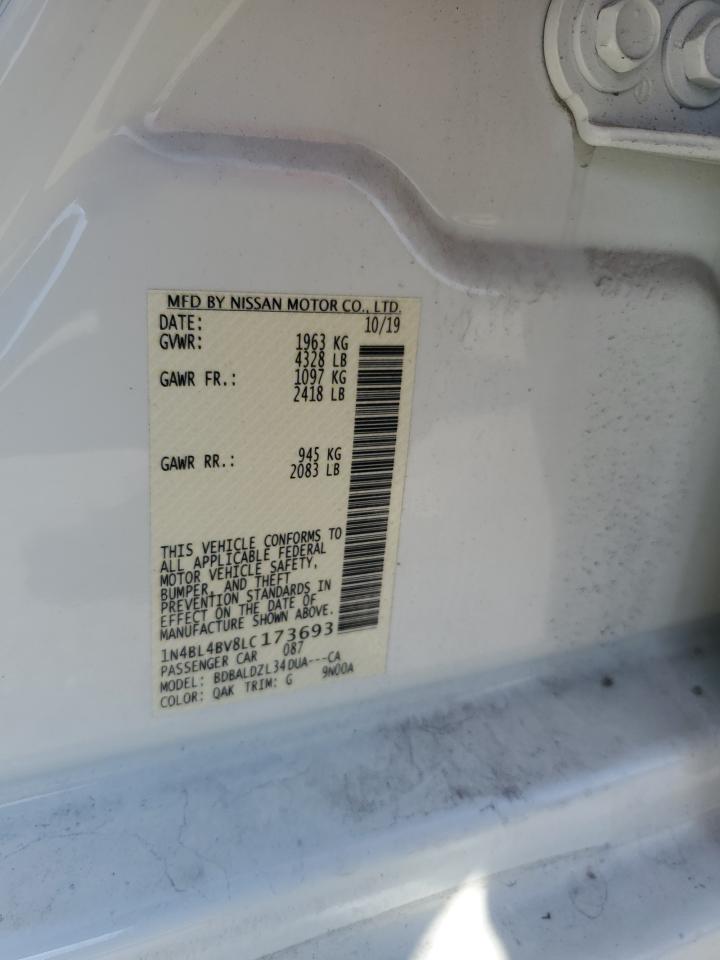 MFD BY NISSAN MOTOR CO., LTD.
DATE: 10/19
GVWR: 1963 KG
4328 LB
GAWR FR.: 1097 KG
2418 LB
GAWR RR.: 945 KG
2083 LB
THIS VEHICLE CONFORMS TO
ALL APPLICABLE FEDERAL
MOTOR VEHICLE SAFETY,
BUMPER, AND THEFT
PREVENTION STANDARDS IN
EFFECT ON THE DATE OF
MANUFACTURE SHOWN ABOVE.
1N4BL4BV8LC173693
PASSENGER CAR 087
MODEL: BDBALDZL34DUA---CA
COLOR: QAK TRIM: G 9N00A